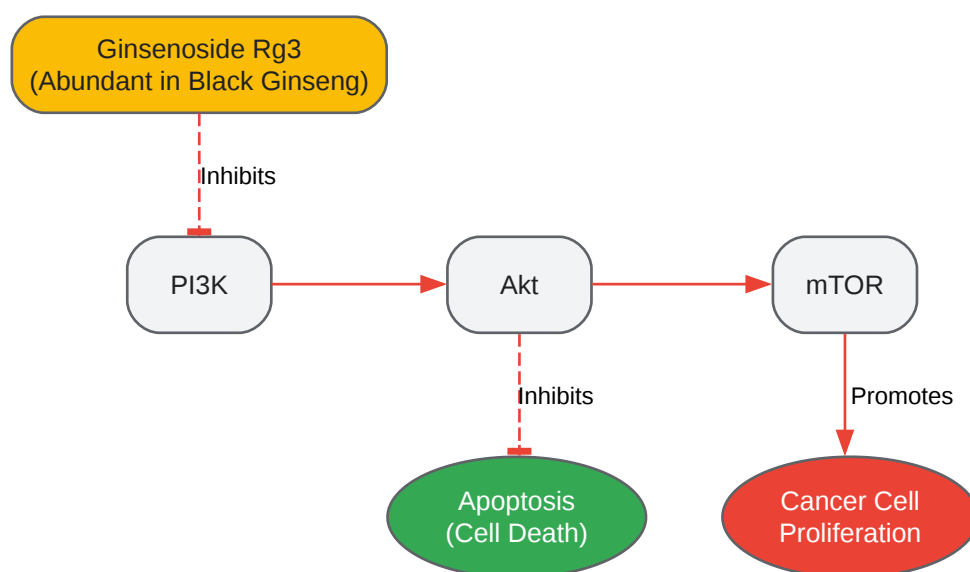 Ginsenoside Rg3
(Abundant in Black Ginseng)
Inhibits
PI3K
Akt
mTOR
Inhibits
Promotes
Apoptosis
(Cell Death)
Cancer Cell
Proliferation